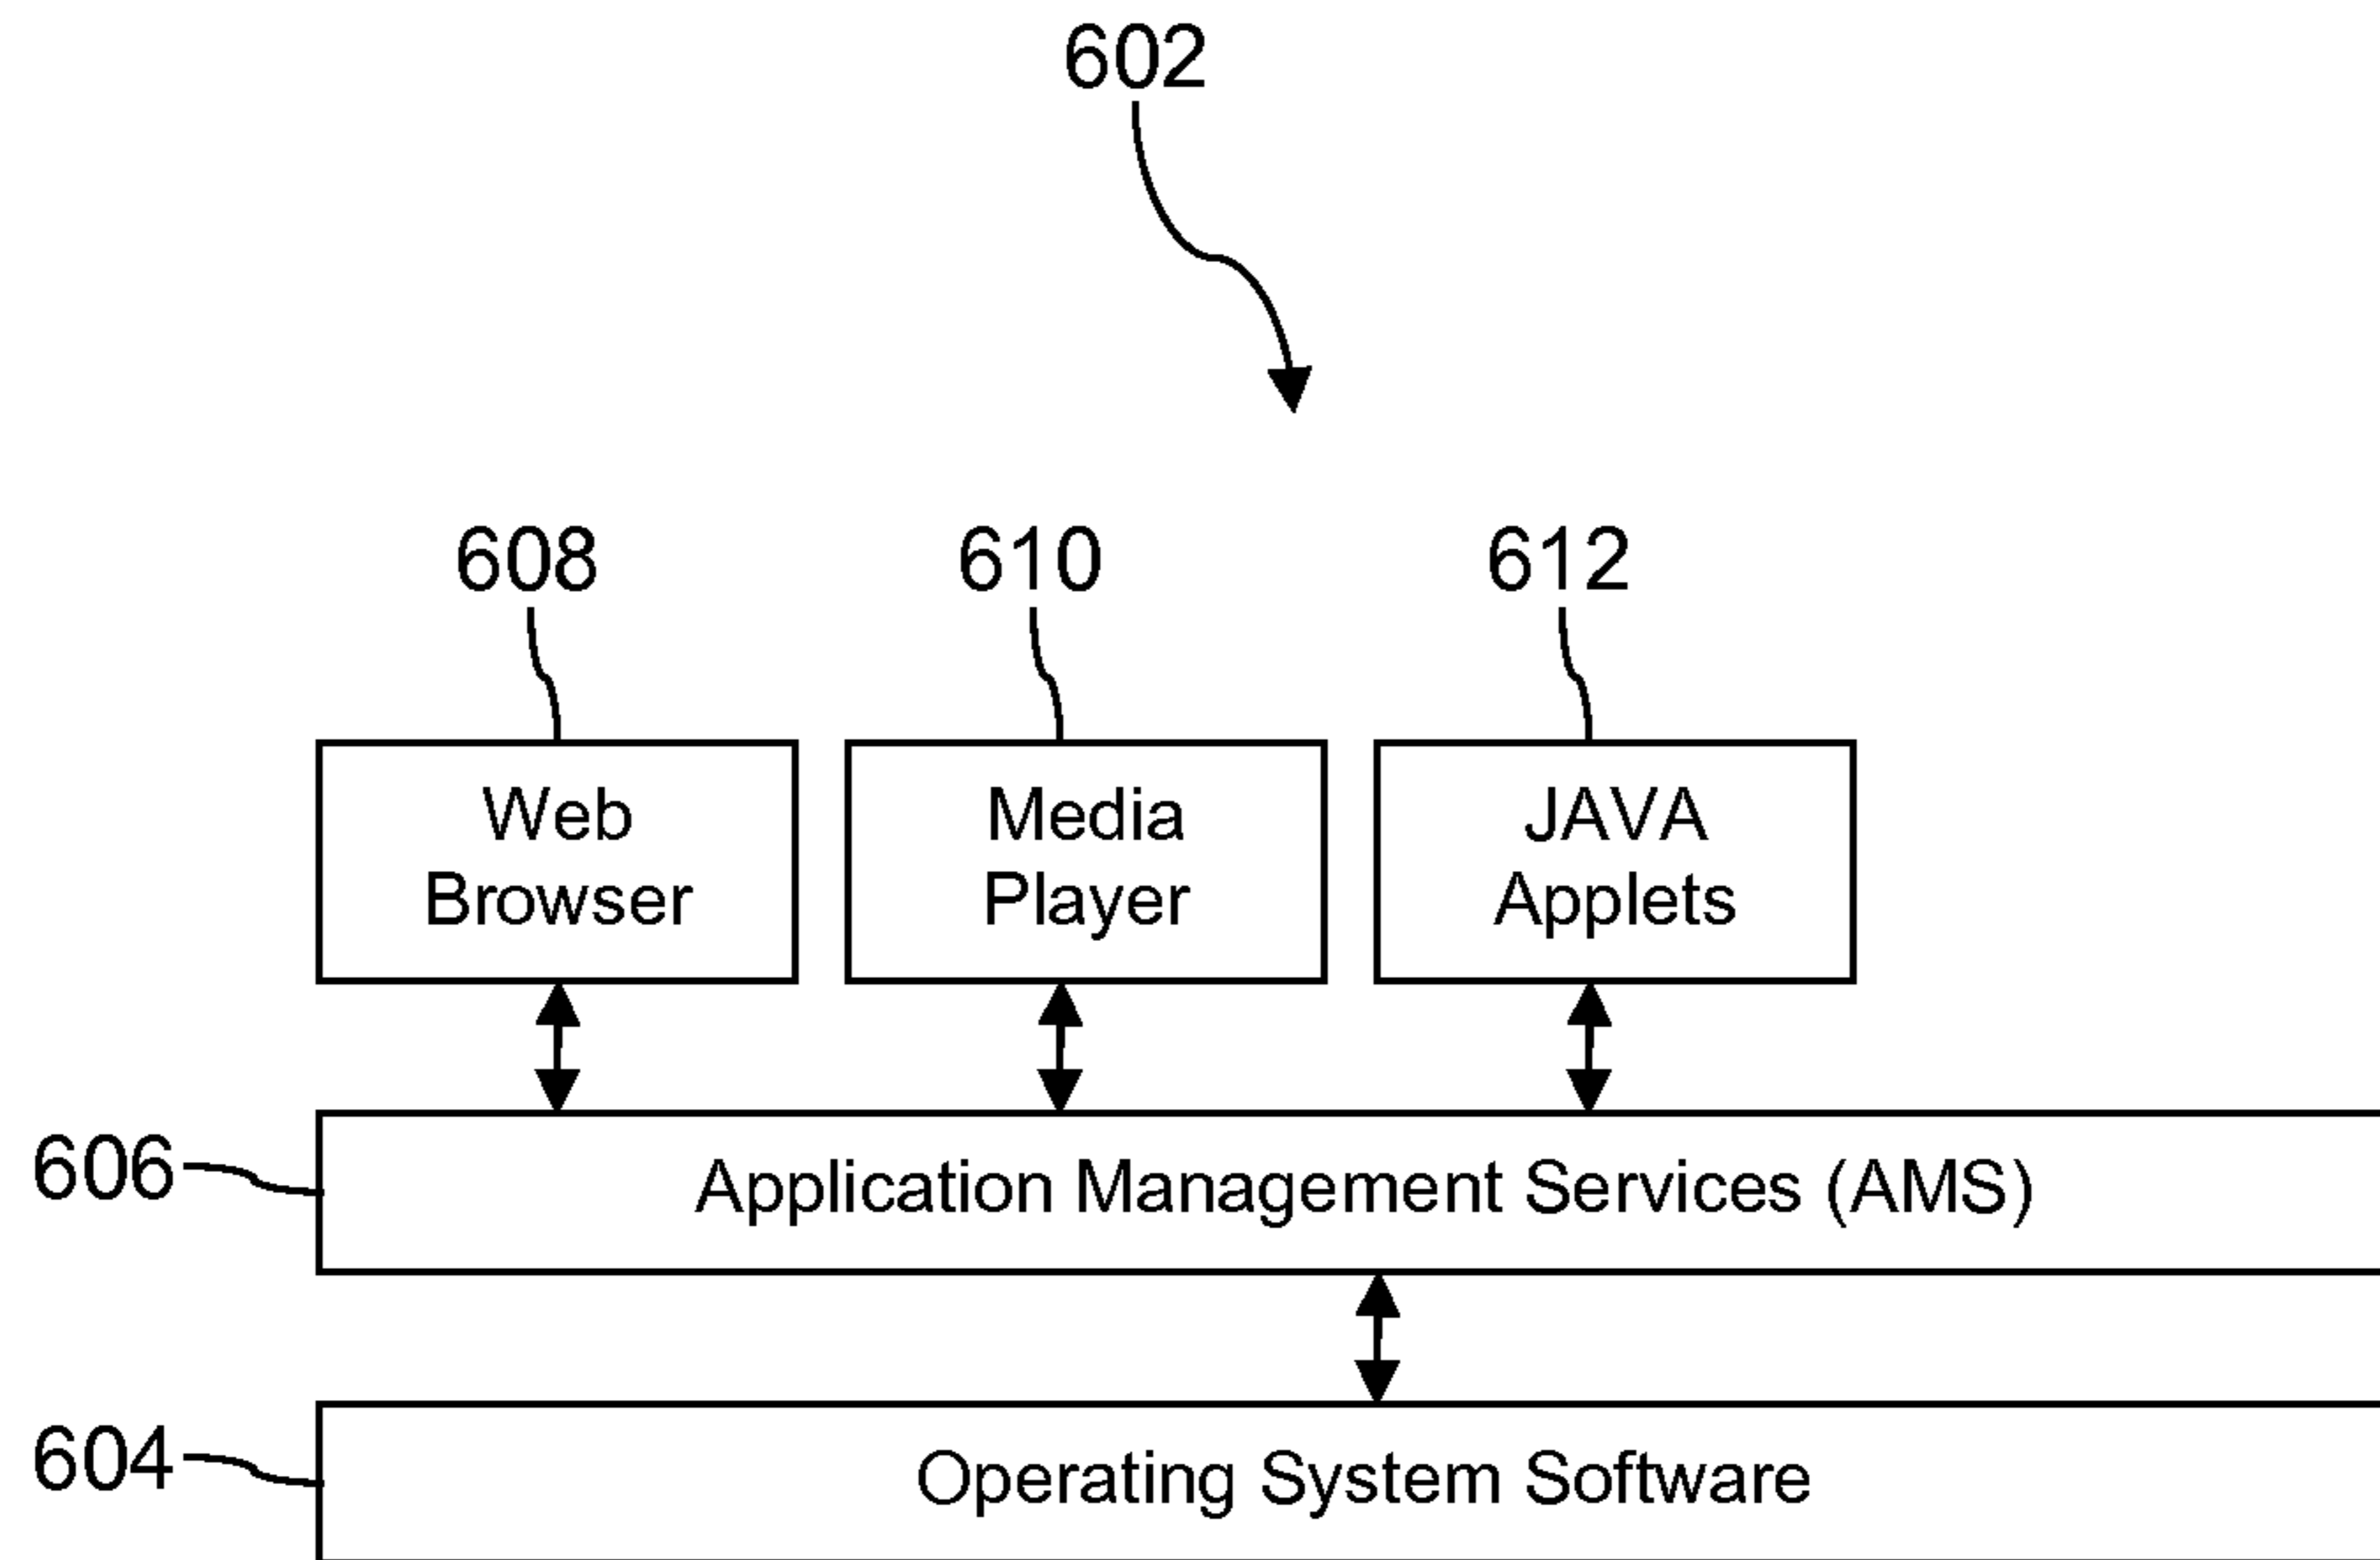 602
608
610
612
Web
Browser
Media
Player
JAVA
Applets
606
Application Management Services (AMS)
604
Operating System Software